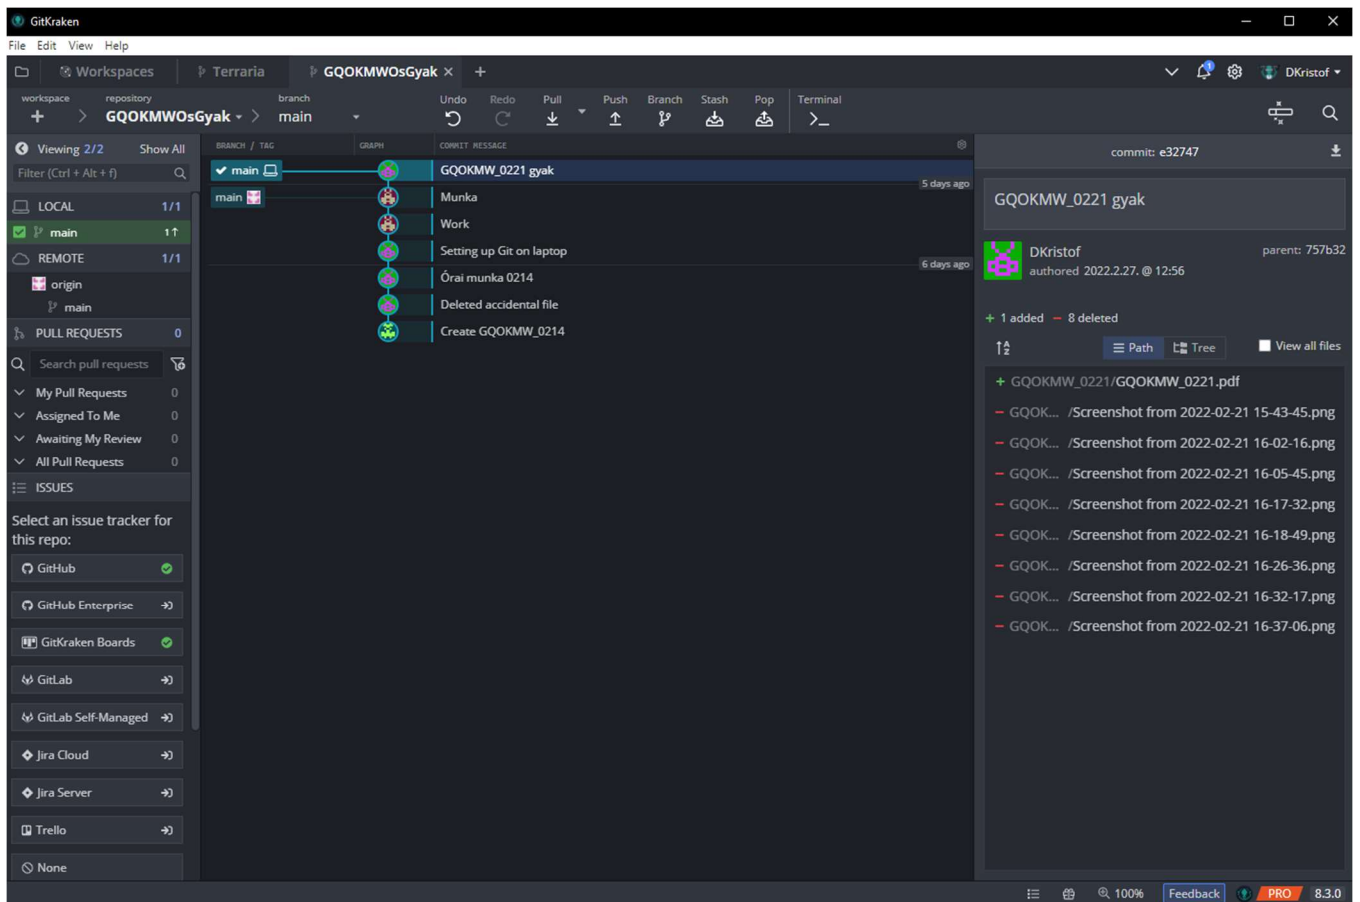 GitKraken
File Edit View Help
Workspaces Terraria GQOKMWOsGyak DKristof
workspace repository branch Undo Redo Pull Push Branch Stash Pop Terminal
GQOKMWOsGyak main
Viewing 2/2 Show All
Filter (Ctrl + Alt + f)
LOCAL 1/1
main 1↑
REMOTE 1/1
origin
main
PULL REQUESTS 0
Search pull requests
My Pull Requests 0
Assigned To Me 0
Awaiting My Review 0
All Pull Requests 0
ISSUES
Select an issue tracker for
this repo:
GitHub
GitHub Enterprise
GitKraken Boards
GitLab
GitLab Self-Managed
Jira Cloud
Jira Server
Trello
None
BRANCH / TAG GRAPH COMMIT MESSAGE
main GQOKMW_0221 gyak
5 days ago
main Munka
Work
Setting up Git on laptop
6 days ago
Órai munka 0214
Deleted accidental file
Create GQOKMW_0214
commit: e32747
GQOKMW_0221 gyak
DKristof parent: 757b32
authored 2022.2.27. @ 12:56
+ 1 added − 8 deleted
Path Tree View all files
+ GQOKMW_0221/GQOKMW_0221.pdf
− GQOK... /Screenshot from 2022-02-21 15-43-45.png
− GQOK... /Screenshot from 2022-02-21 16-02-16.png
− GQOK... /Screenshot from 2022-02-21 16-05-45.png
− GQOK... /Screenshot from 2022-02-21 16-17-32.png
− GQOK... /Screenshot from 2022-02-21 16-18-49.png
− GQOK... /Screenshot from 2022-02-21 16-26-36.png
− GQOK... /Screenshot from 2022-02-21 16-32-17.png
− GQOK... /Screenshot from 2022-02-21 16-37-06.png
100% Feedback PRO 8.3.0